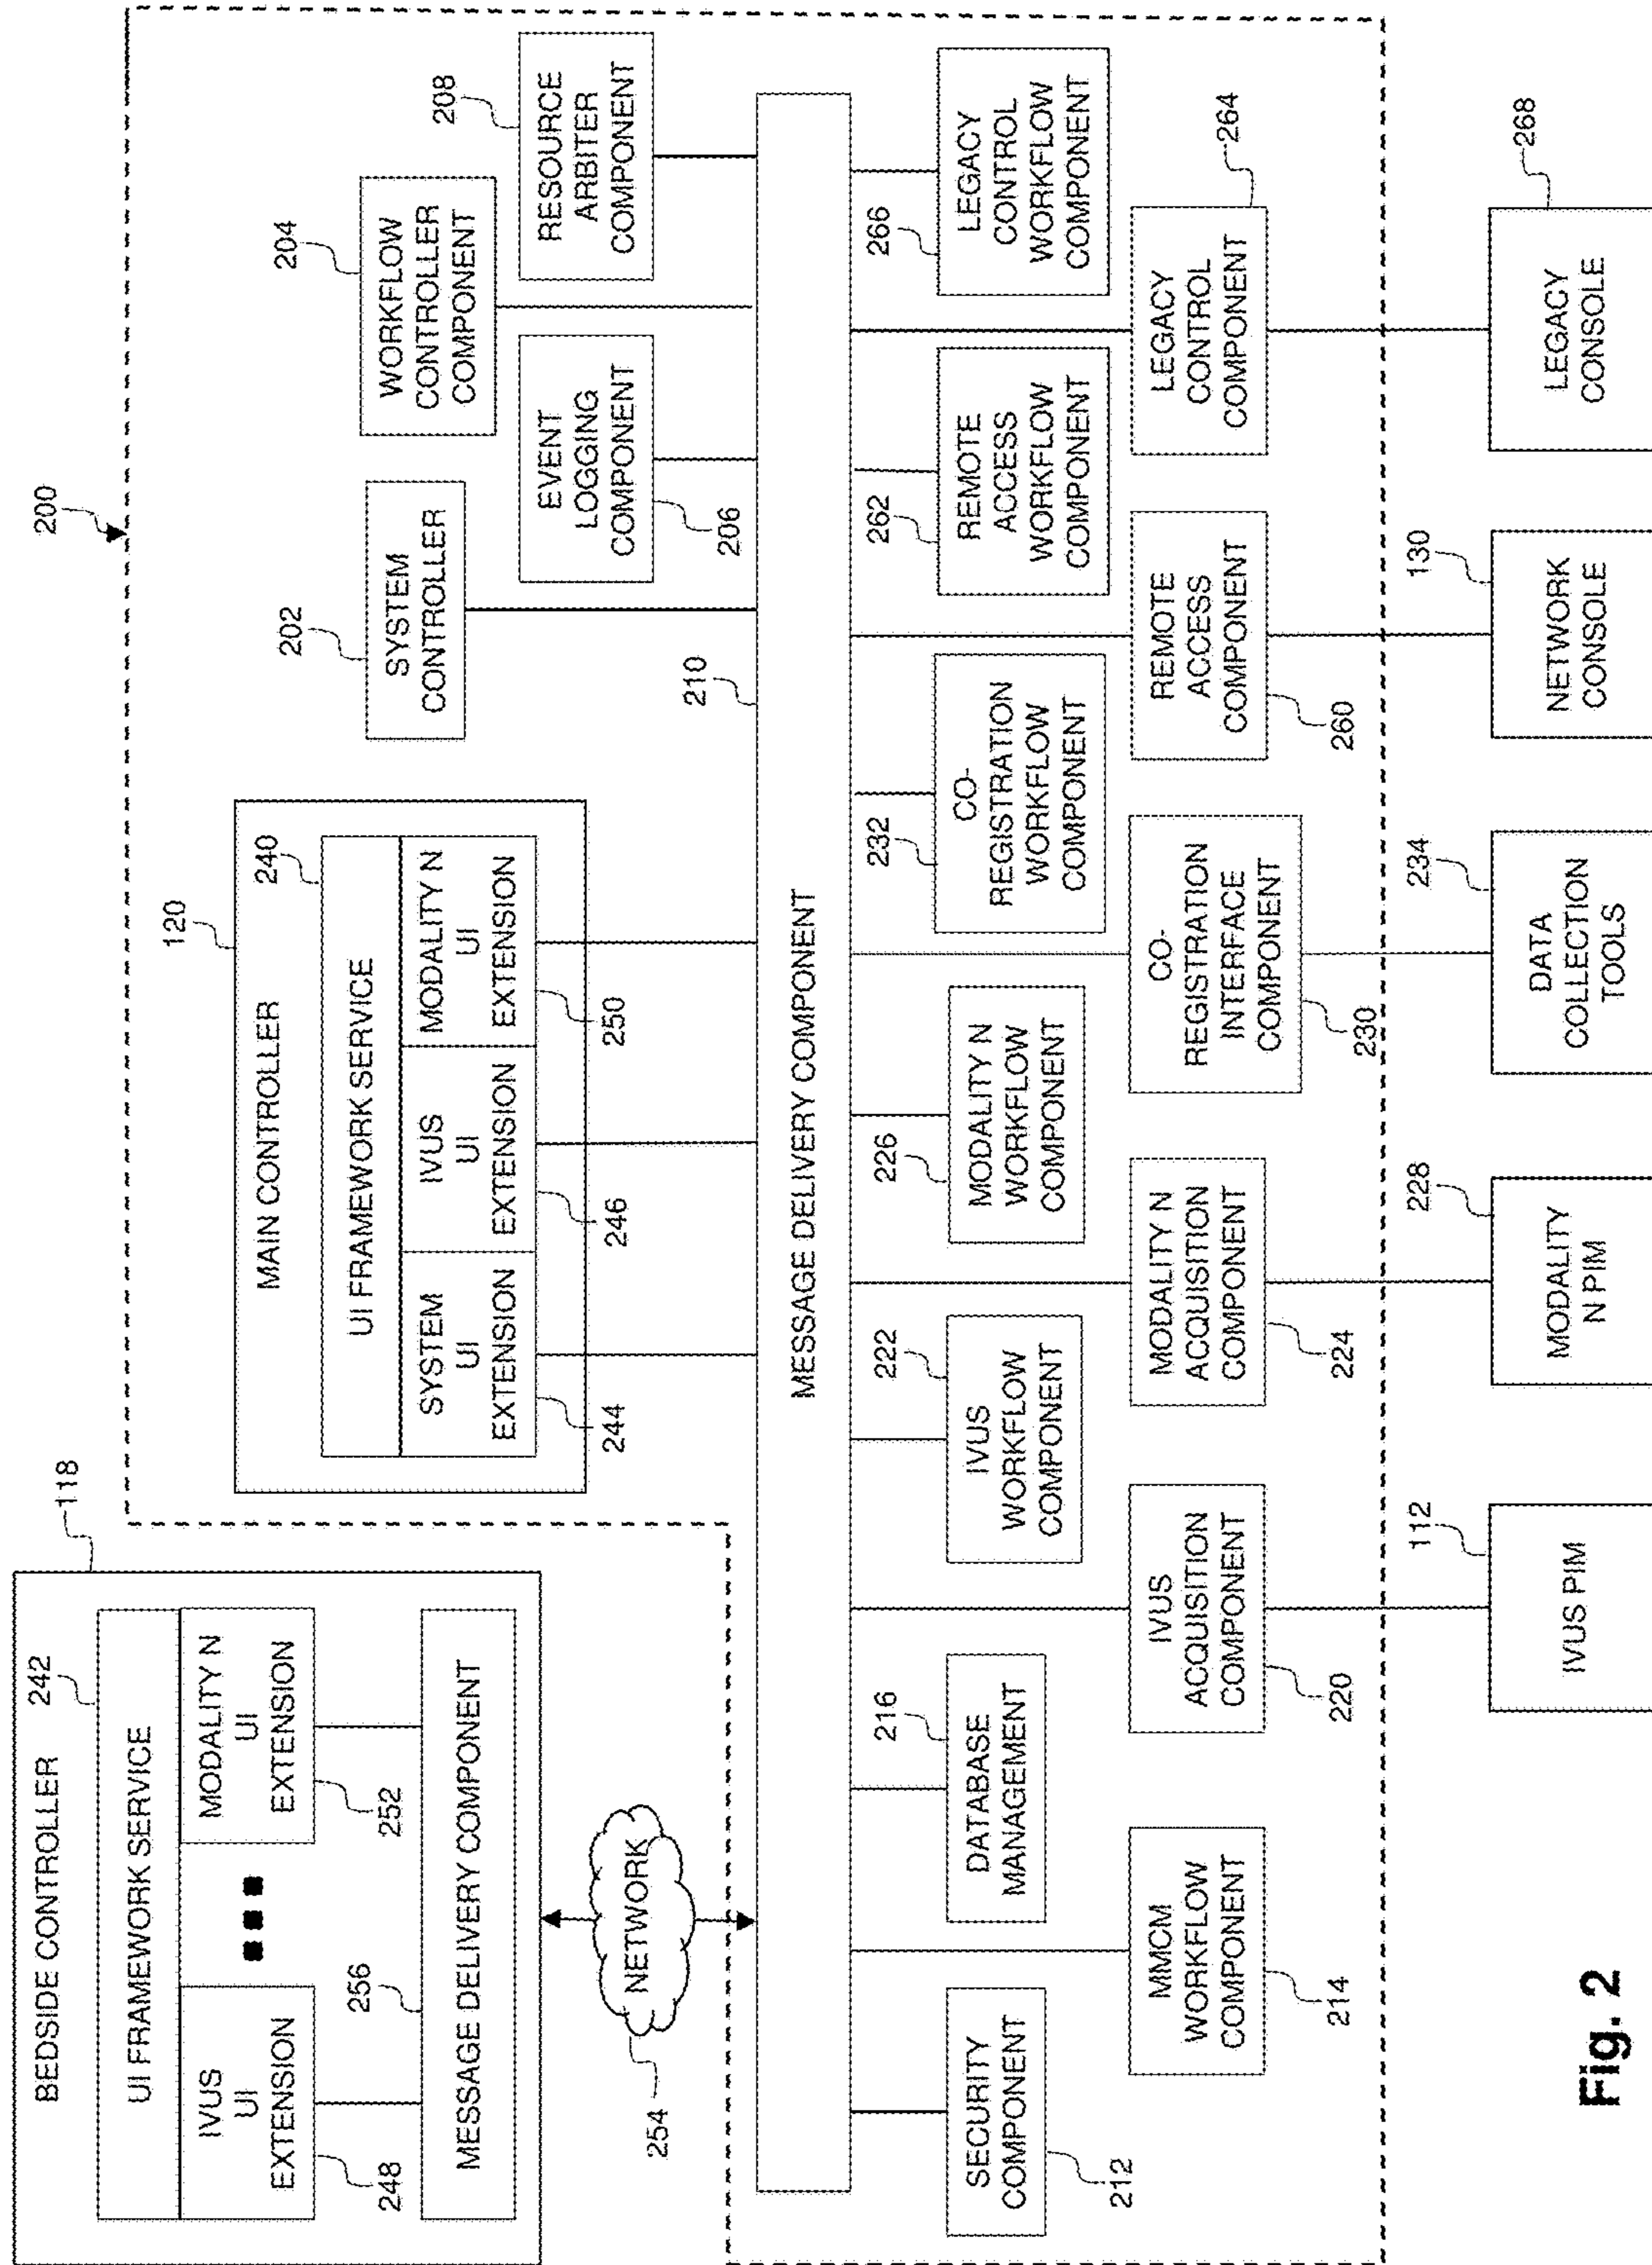 BEDSIDE CONTROLLER
242
118
UI FRAMEWORK SERVICE
IVUS
UI
EXTENSION
MODALITY N
UI
EXTENSION
248
256
252
MESSAGE DELIVERY COMPONENT
NETWORK
254
200
120
MAIN CONTROLLER
240
UI FRAMEWORK SERVICE
SYSTEM
UI
EXTENSION
IVUS
UI
EXTENSION
MODALITY N
UI
EXTENSION
244
246
250
202
SYSTEM
CONTROLLER
204
WORKFLOW
CONTROLLER
COMPONENT
EVENT
LOGGING
COMPONENT
206
208
RESOURCE
ARBITER
COMPONENT
210
MESSAGE DELIVERY COMPONENT
SECURITY
COMPONENT
212
216
DATABASE
MANAGEMENT
222
IVUS
WORKFLOW
COMPONENT
226
MODALITY N
WORKFLOW
COMPONENT
232
CO-
REGISTRATION
WORKFLOW
COMPONENT
262
REMOTE
ACCESS
WORKFLOW
COMPONENT
266
LEGACY
CONTROL
WORKFLOW
COMPONENT
MMCM
WORKFLOW
COMPONENT
214
IVUS
ACQUISITION
COMPONENT
220
MODALITY N
ACQUISITION
COMPONENT
224
CO-
REGISTRATION
INTERFACE
COMPONENT
230
REMOTE
ACCESS
COMPONENT
260
LEGACY
CONTROL
COMPONENT
264
112
IVUS PIM
228
MODALITY
N PIM
234
DATA
COLLECTION
TOOLS
130
NETWORK
CONSOLE
268
LEGACY
CONSOLE
Fig. 2